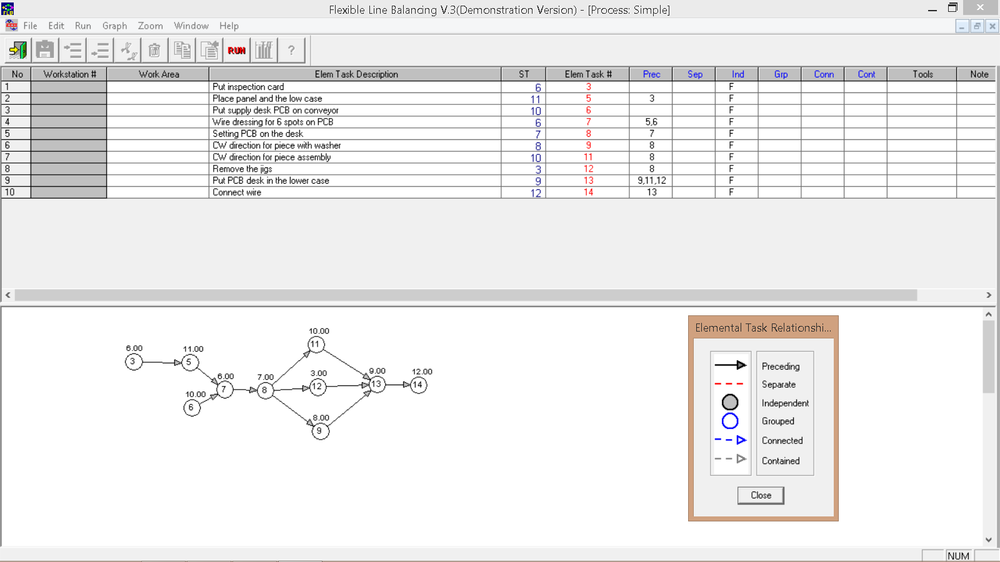 Flexible Line Balancing V.3(Demonstration Version) - [Process: Simple]
File Edit Run Graph Zoom Window Help
RUN ?
No Workstation # Work Area Elem Task Description ST Elem Task # Prec Sep Ind Grp Conn Cont Tools Note
1 Put inspection card 6 3 F
2 Place panel and the low case 11 5 3 F
3 Put supply desk PCB on conveyor 10 6 F
4 Wire dressing for 6 spots on PCB 6 7 5,6 F
5 Setting PCB on the desk 7 8 7 F
6 CW direction for piece with washer 8 9 8 F
7 CW direction for piece assembly 10 11 8 F
8 Remove the jigs 3 12 8 F
9 Put PCB desk in the lower case 9 13 9,11,12 F
10 Connect wire 12 14 13 F
10.00
11
6.00
3
11.00
5
6.00
7
10.00
6
7.00
8
3.00
12
9.00
13
12.00
14
8.00
9
Elemental Task Relationshi...
Preceding
Separate
Independent
Grouped
Connected
Contained
Close
NUM